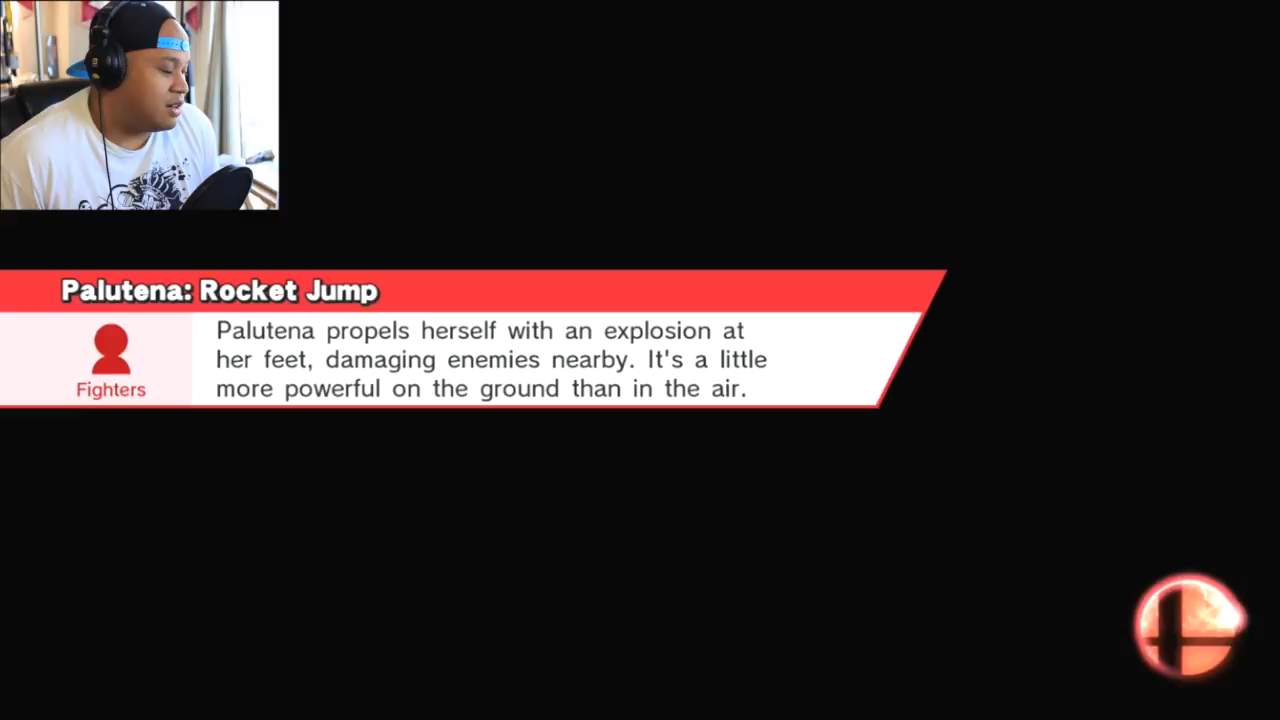 Palutena: Rocket Jump
Palutena propels herself with an explosion at
her feet, damaging enemies nearby. It's a little
more powerful on the ground than in the air.
Fighters